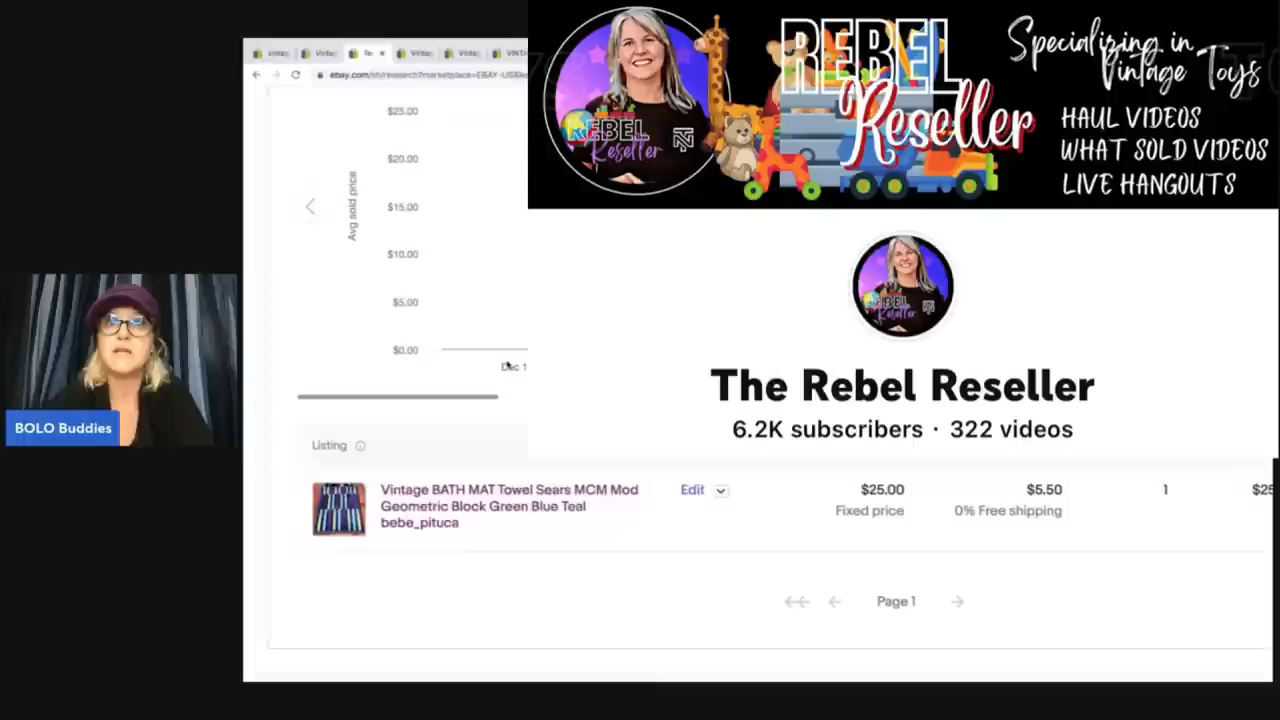 REBEL
Reseller
Specializing in
Vintage Toys
HAUL VIDEOS
WHAT SOLD VIDEOS
LIVE HANGOUTS
REBEL
Reseller
The Rebel Reseller
6.2K subscribers · 322 videos
$25.00
$20.00
$15.00
$10.00
$5.00
$0.00
Avg sold price
BOLO Buddies
Listing
Vintage BATH MAT Towel Sears MCM Mod
Geometric Block Green Blue Teal
bebe_pituca
Edit
$25.00
Fixed price
$5.50
0% Free shipping
1
Page 1